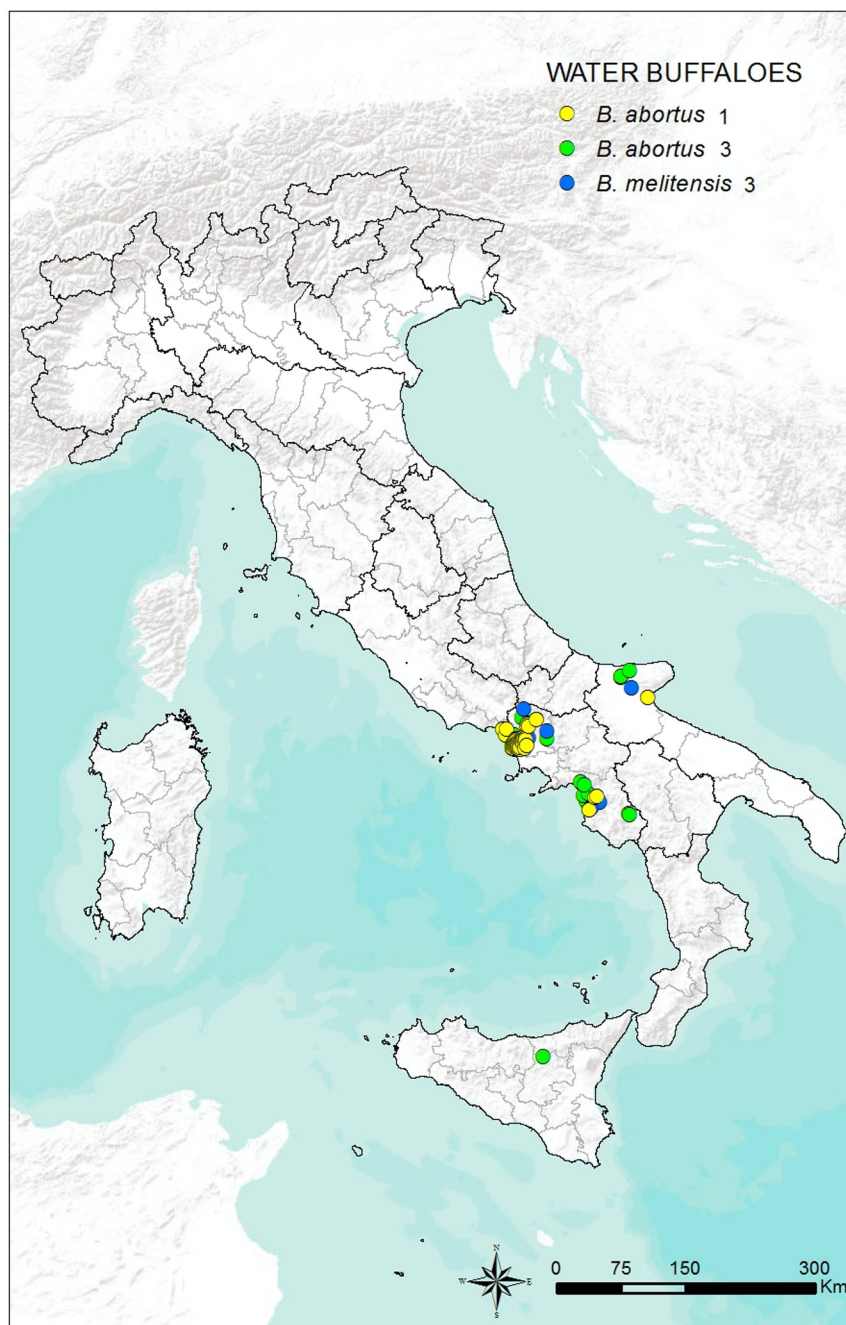 WATER BUFFALOES
B. abortus 1
B. abortus 3
B. melitensis 3
N
W E
S
0 75 150 300
Km